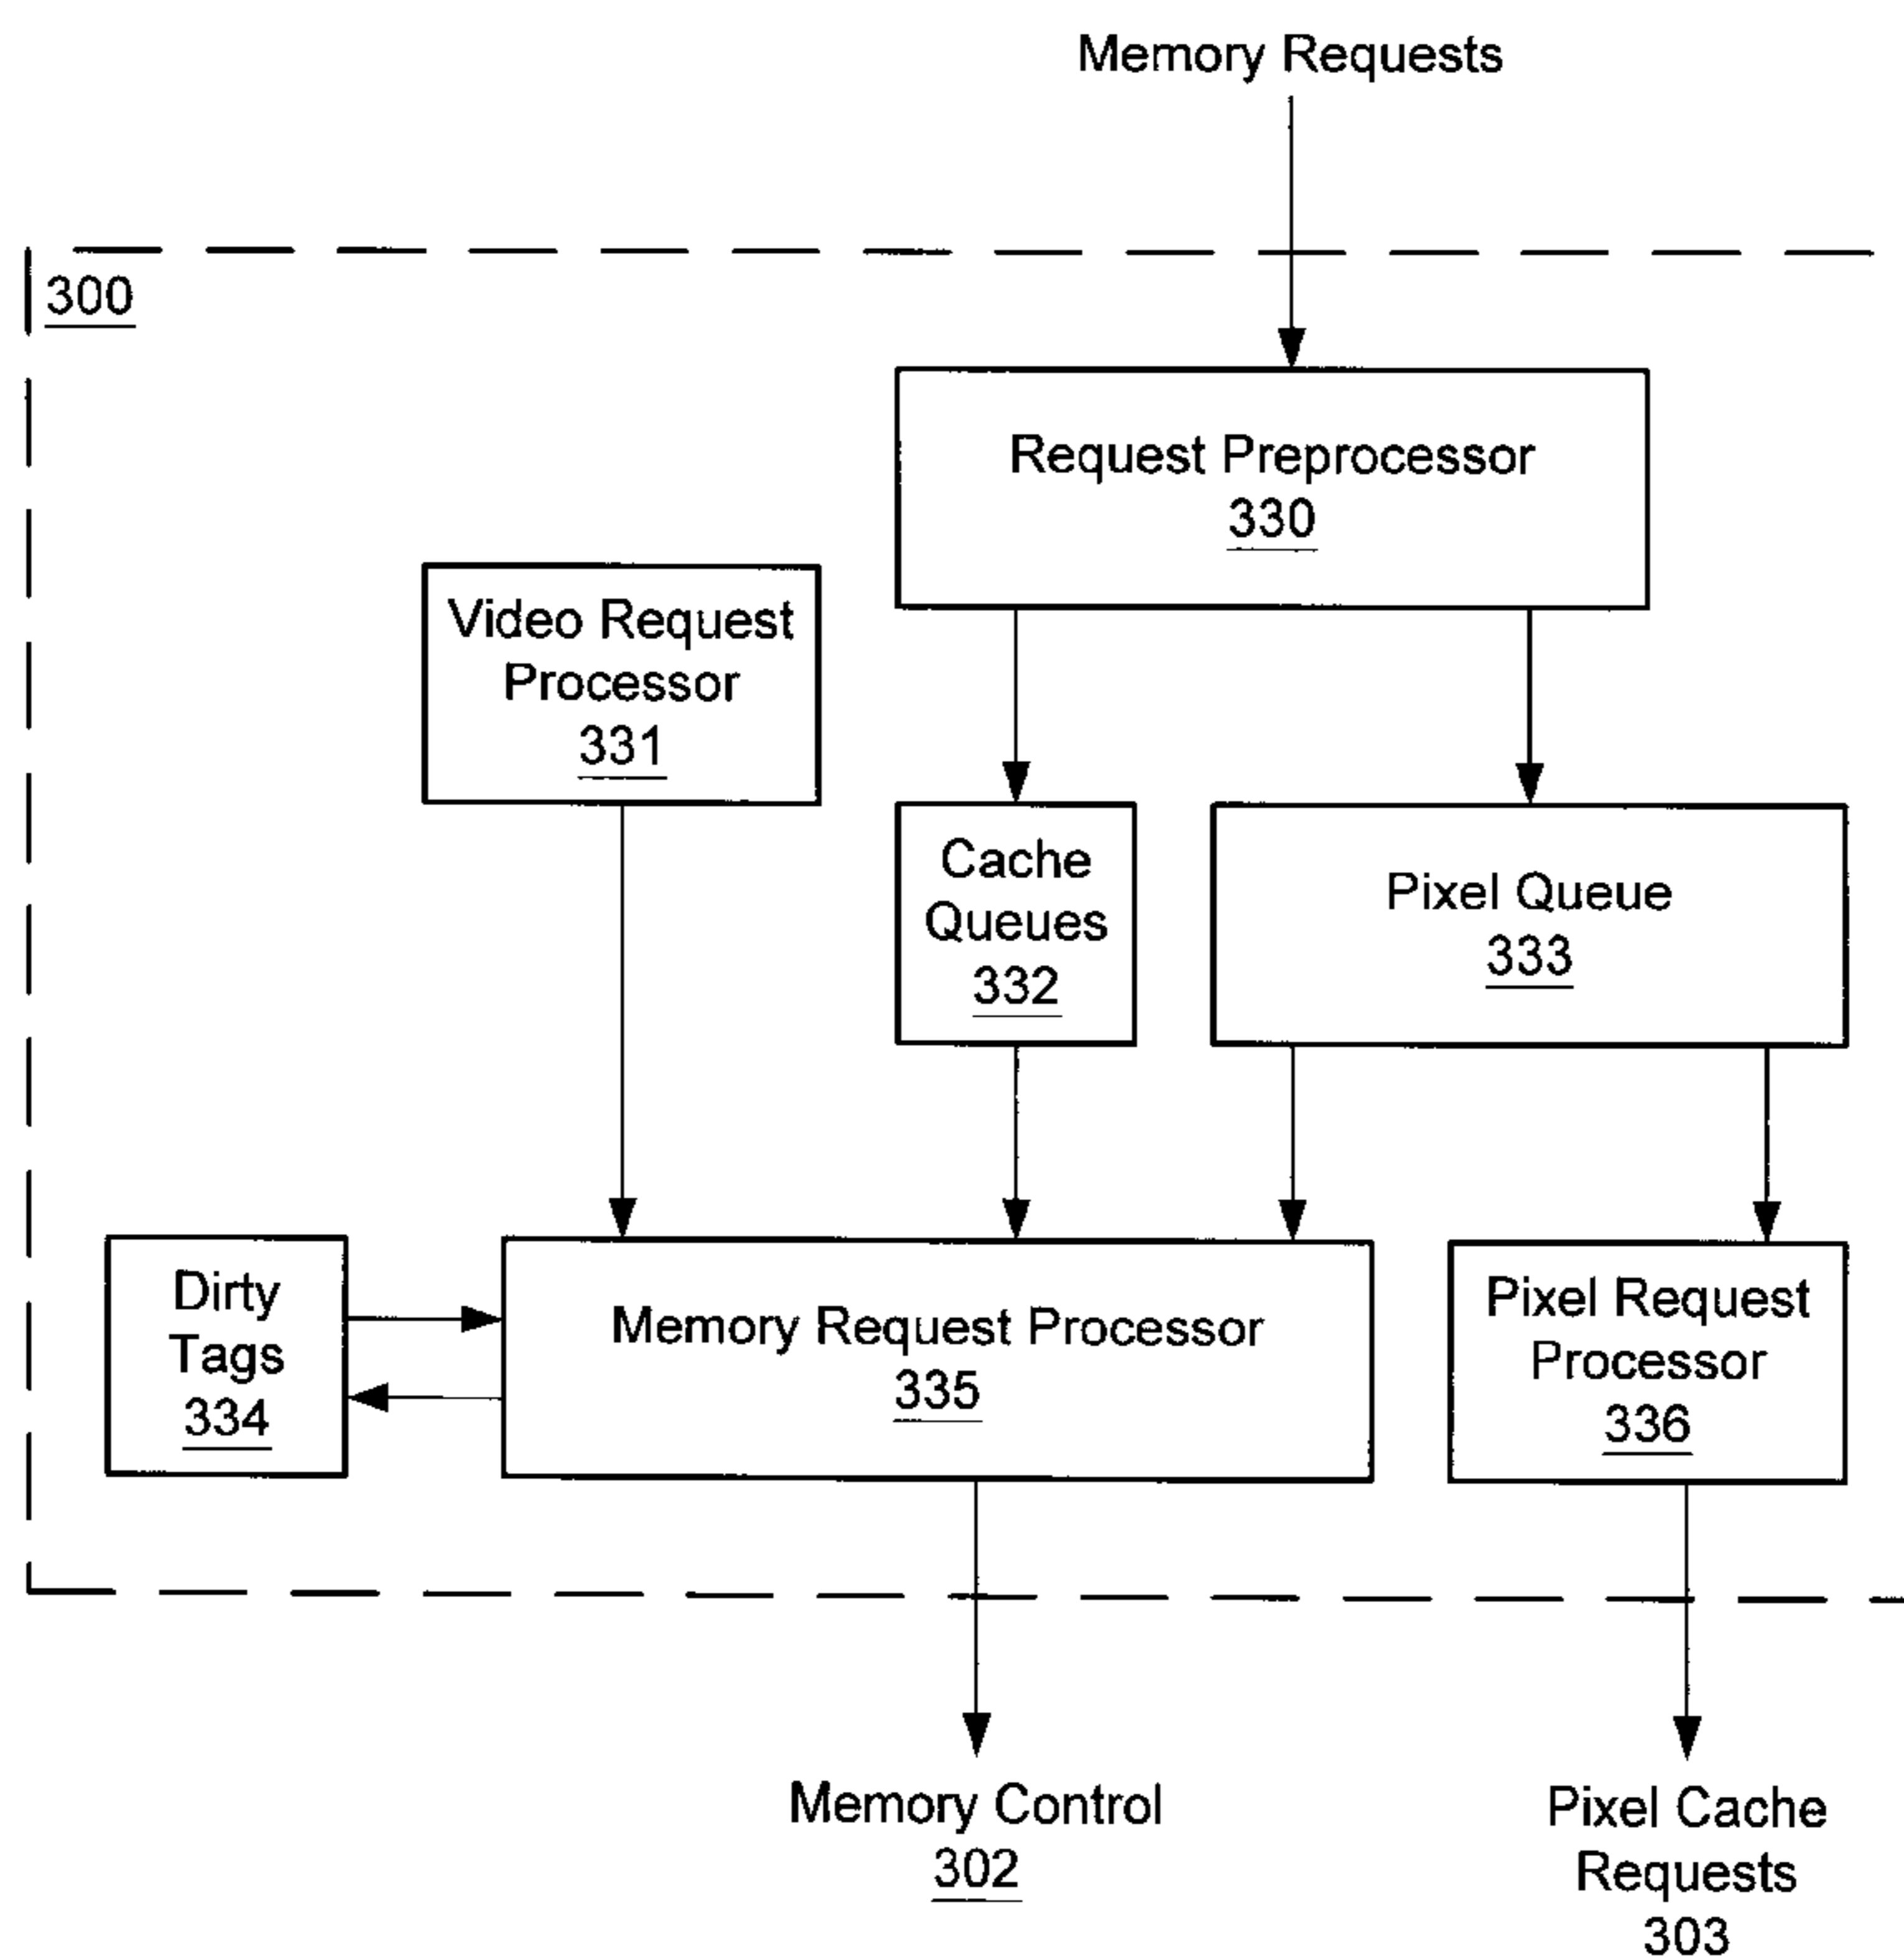 Memory Requests
300
Request Preprocessor
330
Video Request
Processor
331
Cache
Queues
332
Pixel Queue
333
Dirty
Tags
334
Memory Request Processor
335
Pixel Request
Processor
336
Memory Control
302
Pixel Cache
Requests
303